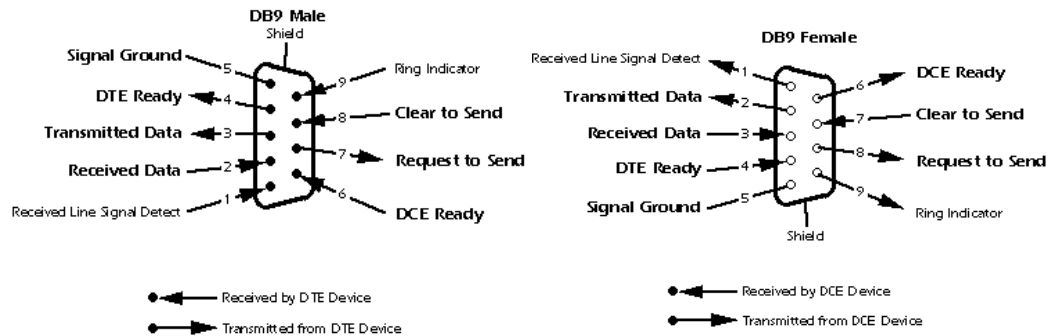 DB9 Male
Shield
Signal Ground
5
9
Ring Indicator
DTE Ready
4
8
Clear to Send
Transmitted Data
3
7
Request to Send
Received Data
2
6
DCE Ready
Received Line Signal Detect
1
Received by DTE Device
Transmitted from DTE Device
DB9 Female
Received Line Signal Detect
1
6
DCE Ready
Transmitted Data
2
7
Clear to Send
Received Data
3
8
Request to Send
DTE Ready
4
9
Ring Indicator
Signal Ground
5
Shield
Received by DCE Device
Transmitted from DCE Device